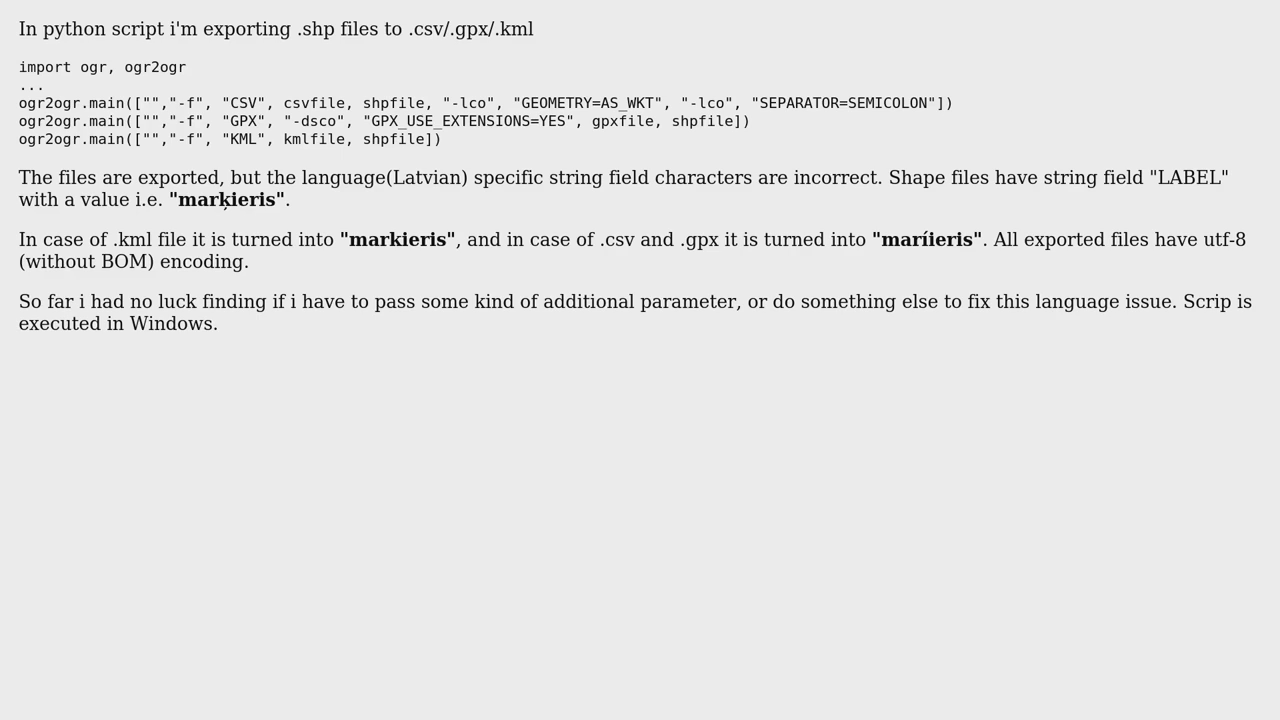 In python script i'm exporting .shp files to .csv/.gpx/.kml
import ogr, ogr2ogr
...
ogr2ogr.main(["","-f", "CSV", csvfile, shpfile, "-lco", "GEOMETRY=AS_WKT", "-lco", "SEPARATOR=SEMICOLON"])
ogr2ogr.main(["","-f", "GPX", "-dsco", "GPX_USE_EXTENSIONS=YES", gpxfile, shpfile])
ogr2ogr.main(["","-f", "KML", kmlfile, shpfile])
The files are exported, but the language(Latvian) specific string field characters are incorrect. Shape files have string field "LABEL"
with a value i.e. "marķieris".
In case of .kml file it is turned into "markieris", and in case of .csv and .gpx it is turned into "maríieris". All exported files have utf-8
(without BOM) encoding.
So far i had no luck finding if i have to pass some kind of additional parameter, or do something else to fix this language issue. Scrip is
executed in Windows.